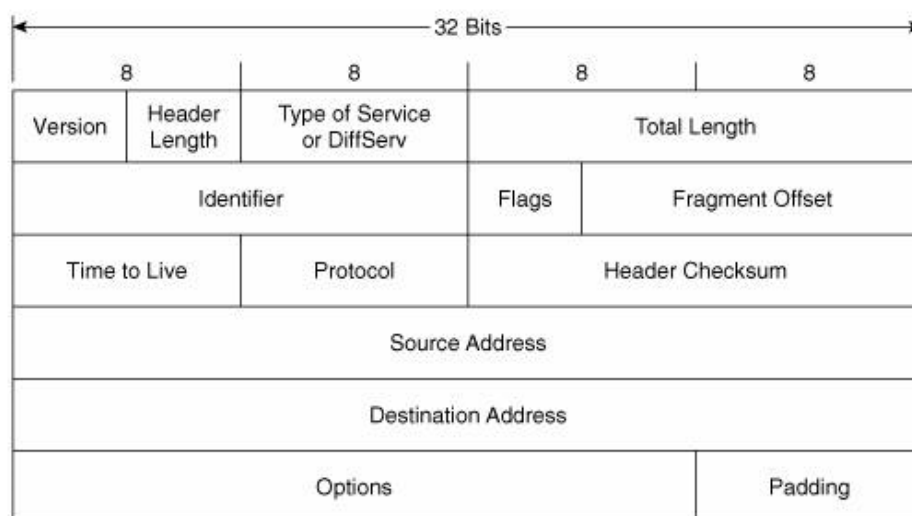 32 Bits
8 8 8 8
Version Header Length Type of Service or DiffServ Total Length
Identifier Flags Fragment Offset
Time to Live Protocol Header Checksum
Source Address
Destination Address
Options Padding